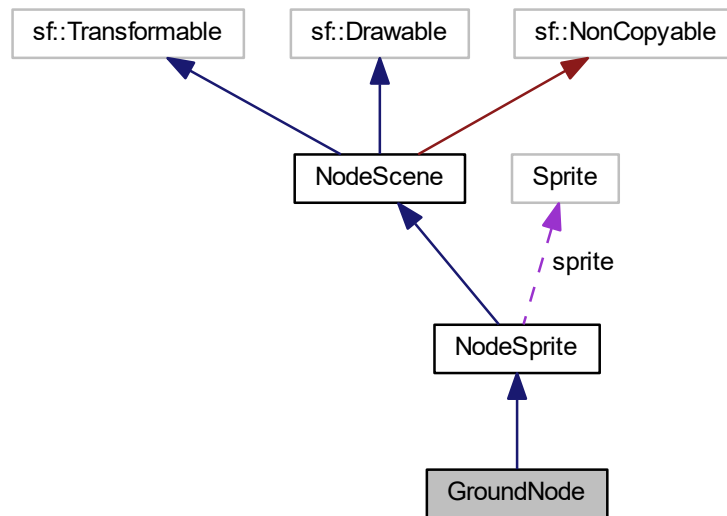 sf::Transformable
sf::Drawable
sf::NonCopyable
NodeScene
Sprite
sprite
NodeSprite
GroundNode